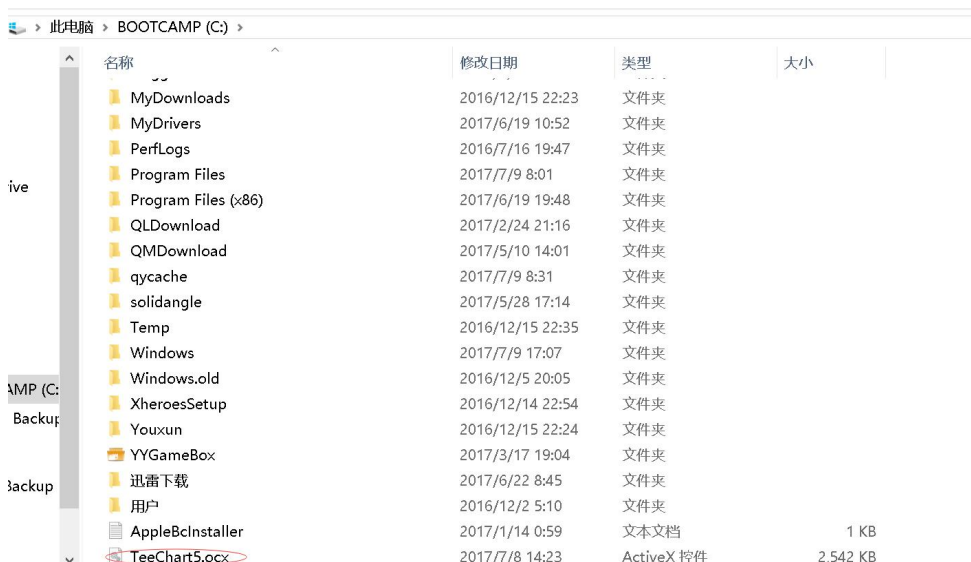 此电脑 > BOOTCAMP (C:) >
名称 修改日期 类型 大小
MyDownloads 2016/12/15 22:23 文件夹
MyDrivers 2017/6/19 10:52 文件夹
PerfLogs 2016/7/16 19:47 文件夹
Program Files 2017/7/9 8:01 文件夹
ive Program Files (x86) 2017/6/19 19:48 文件夹
QLDownload 2017/2/24 21:16 文件夹
QMDownload 2017/5/10 14:01 文件夹
qycache 2017/7/9 8:31 文件夹
solidangle 2017/5/28 17:14 文件夹
Temp 2016/12/15 22:35 文件夹
Windows 2017/7/9 17:07 文件夹
AMP (C: Windows.old 2016/12/5 20:05 文件夹
Backup XheroesSetup 2016/12/14 22:54 文件夹
Youxun 2016/12/15 22:24 文件夹
YYGameBox 2017/3/17 19:04 文件夹
Backup 迅雷下载 2017/6/22 8:45 文件夹
用户 2016/12/2 5:10 文件夹
AppleBcInstaller 2017/1/14 0:59 文本文档 1 KB
TeeChart5.ocx 2017/7/8 14:23 ActiveX 控件 2,542 KB